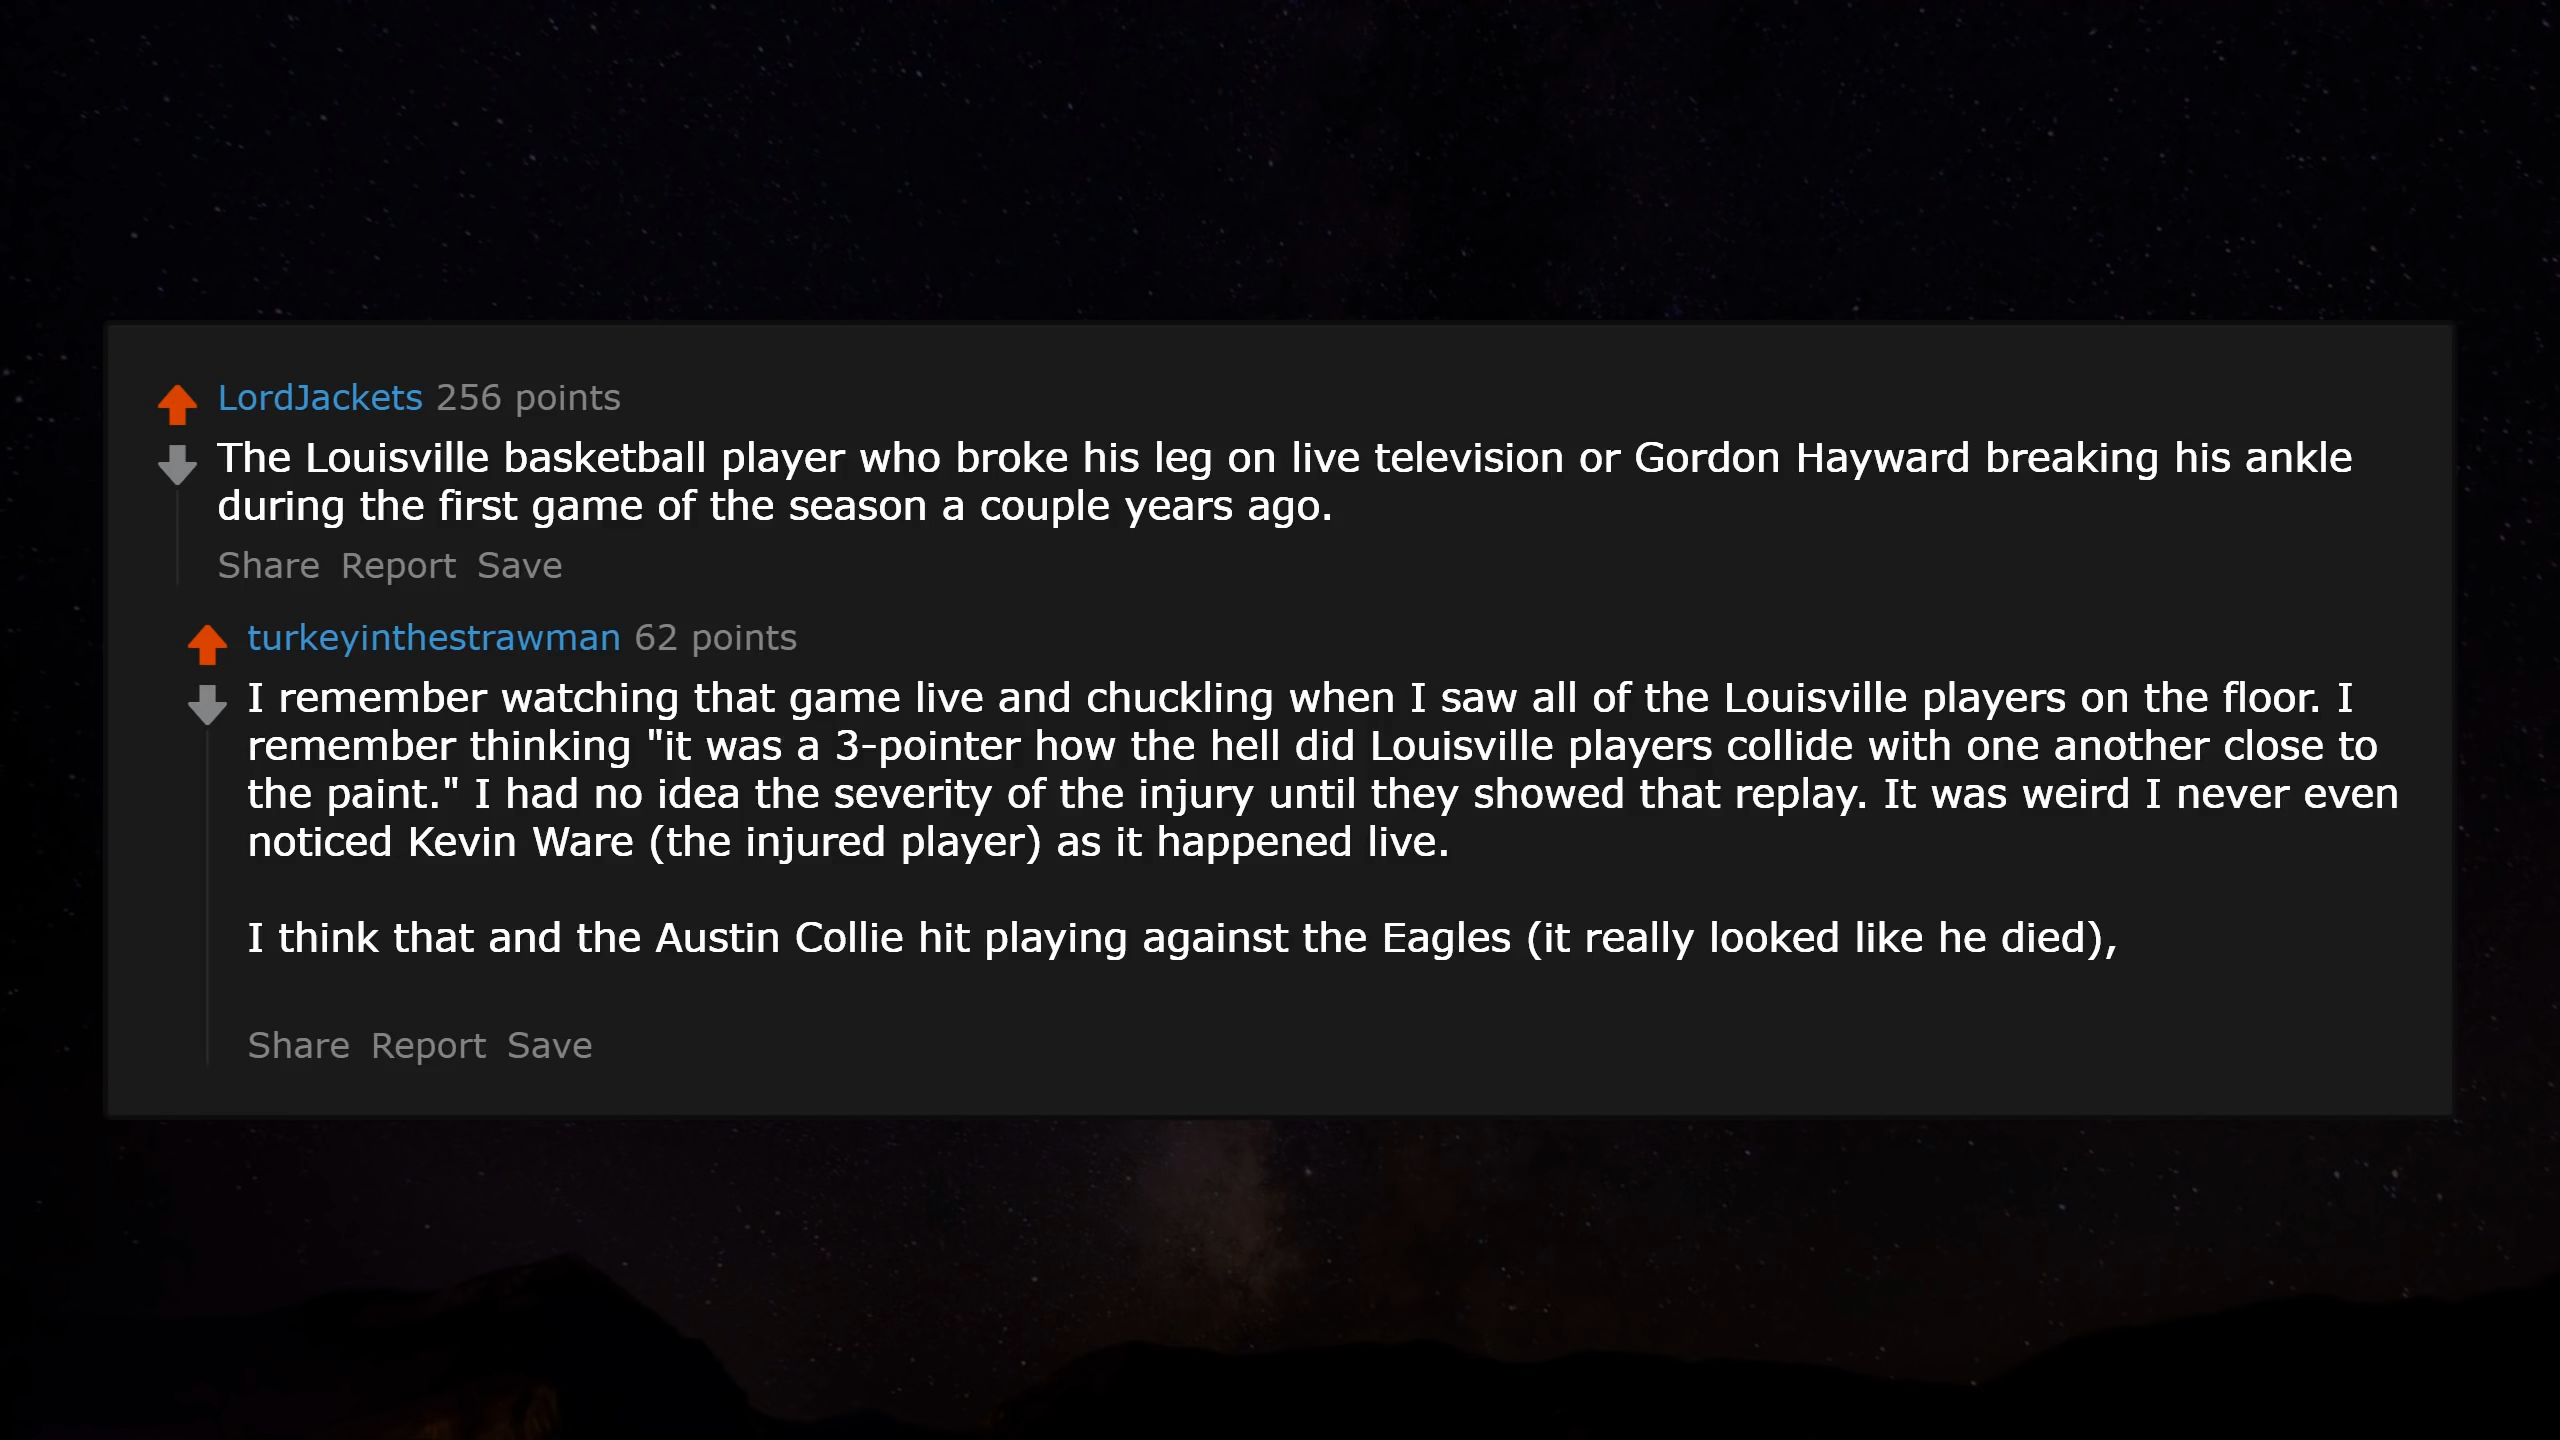 LordJackets 256 points
The Louisville basketball player who broke his leg on live television or Gordon Hayward breaking his ankle
during the first game of the season a couple years ago.
Share Report Save
turkeyinthestrawman 62 points
I remember watching that game live and chuckling when I saw all of the Louisville players on the floor. I
remember thinking "it was a 3-pointer how the hell did Louisville players collide with one another close to
the paint." I had no idea the severity of the injury until they showed that replay. It was weird I never even
noticed Kevin Ware (the injured player) as it happened live.
I think that and the Austin Collie hit playing against the Eagles (it really looked like he died),
Share Report Save